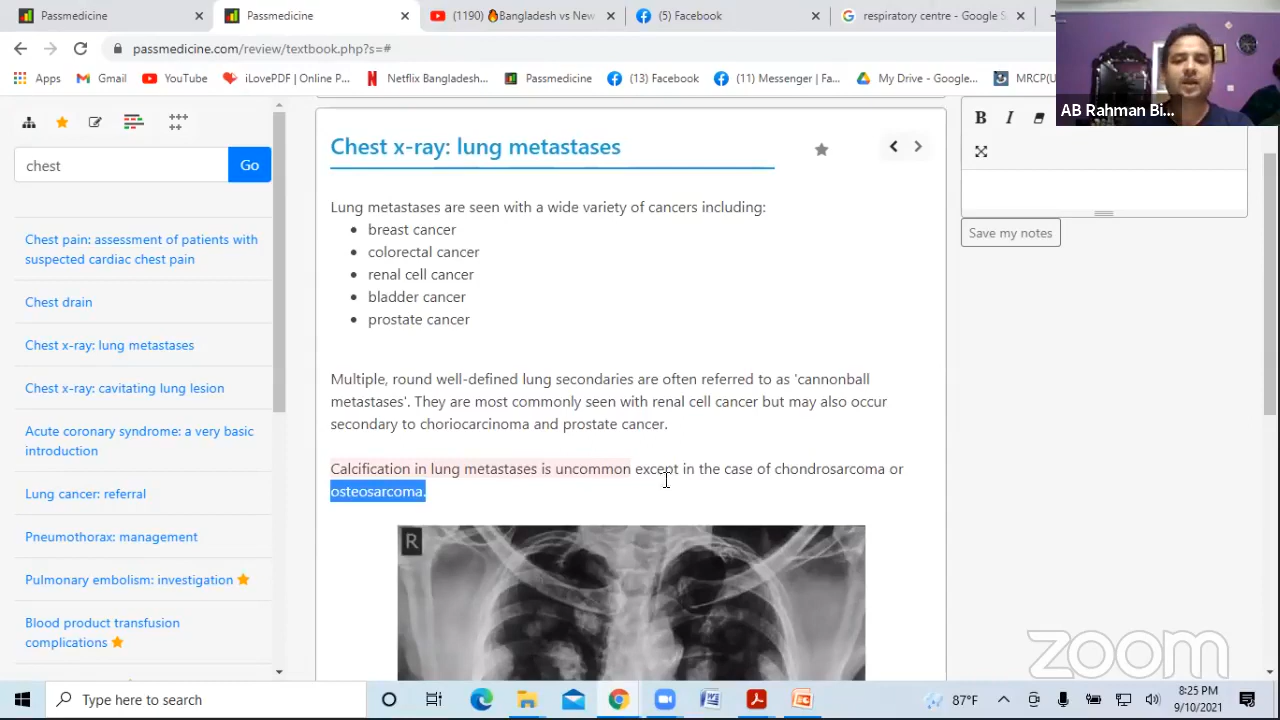 Passmedicine
Passmedicine
(1190) 🔥Bangladesh vs New
(5) Facebook
respiratory centre - Google S
passmedicine.com/review/textbook.php?s=#
Apps
Gmail
YouTube
iLovePDF | Online P...
Netflix Bangladesh...
Passmedicine
(13) Facebook
(11) Messenger | Fa...
My Drive - Google...
MRCP(U
AB Rahman Bi...
chest
Go
Chest pain: assessment of patients with
suspected cardiac chest pain
Chest drain
Chest x-ray: lung metastases
Chest x-ray: cavitating lung lesion
Acute coronary syndrome: a very basic
introduction
Lung cancer: referral
Pneumothorax: management
Pulmonary embolism: investigation
Blood product transfusion
complications
Chest x-ray: lung metastases
Lung metastases are seen with a wide variety of cancers including:
• breast cancer
• colorectal cancer
• renal cell cancer
• bladder cancer
• prostate cancer
Multiple, round well-defined lung secondaries are often referred to as 'cannonball
metastases'. They are most commonly seen with renal cell cancer but may also occur
secondary to choriocarcinoma and prostate cancer.
Calcification in lung metastases is uncommon except in the case of chondrosarcoma or
osteosarcoma.
R
B I
Save my notes
zoom
Type here to search
87°F
8:25 PM
9/10/2021